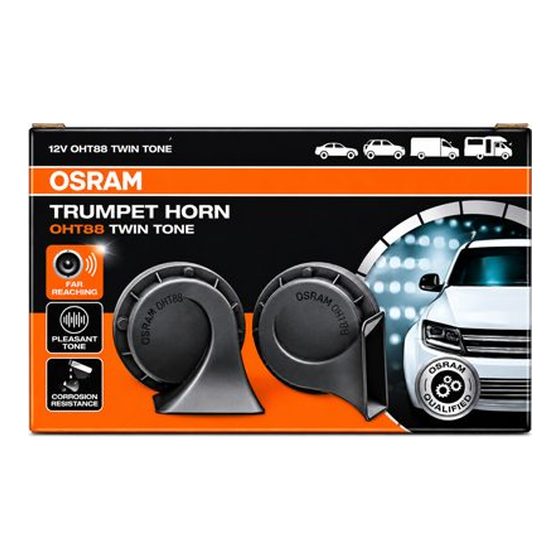 12V OHT88 TWIN TONE
OSRAM
TRUMPET HORN
OHT88 TWIN TONE
FAR
REACHING
PLEASANT
TONE
CORROSION
RESISTANCE
OSRAM OHT88
OSRAM OHT88
OSRAM
QUALIFIED